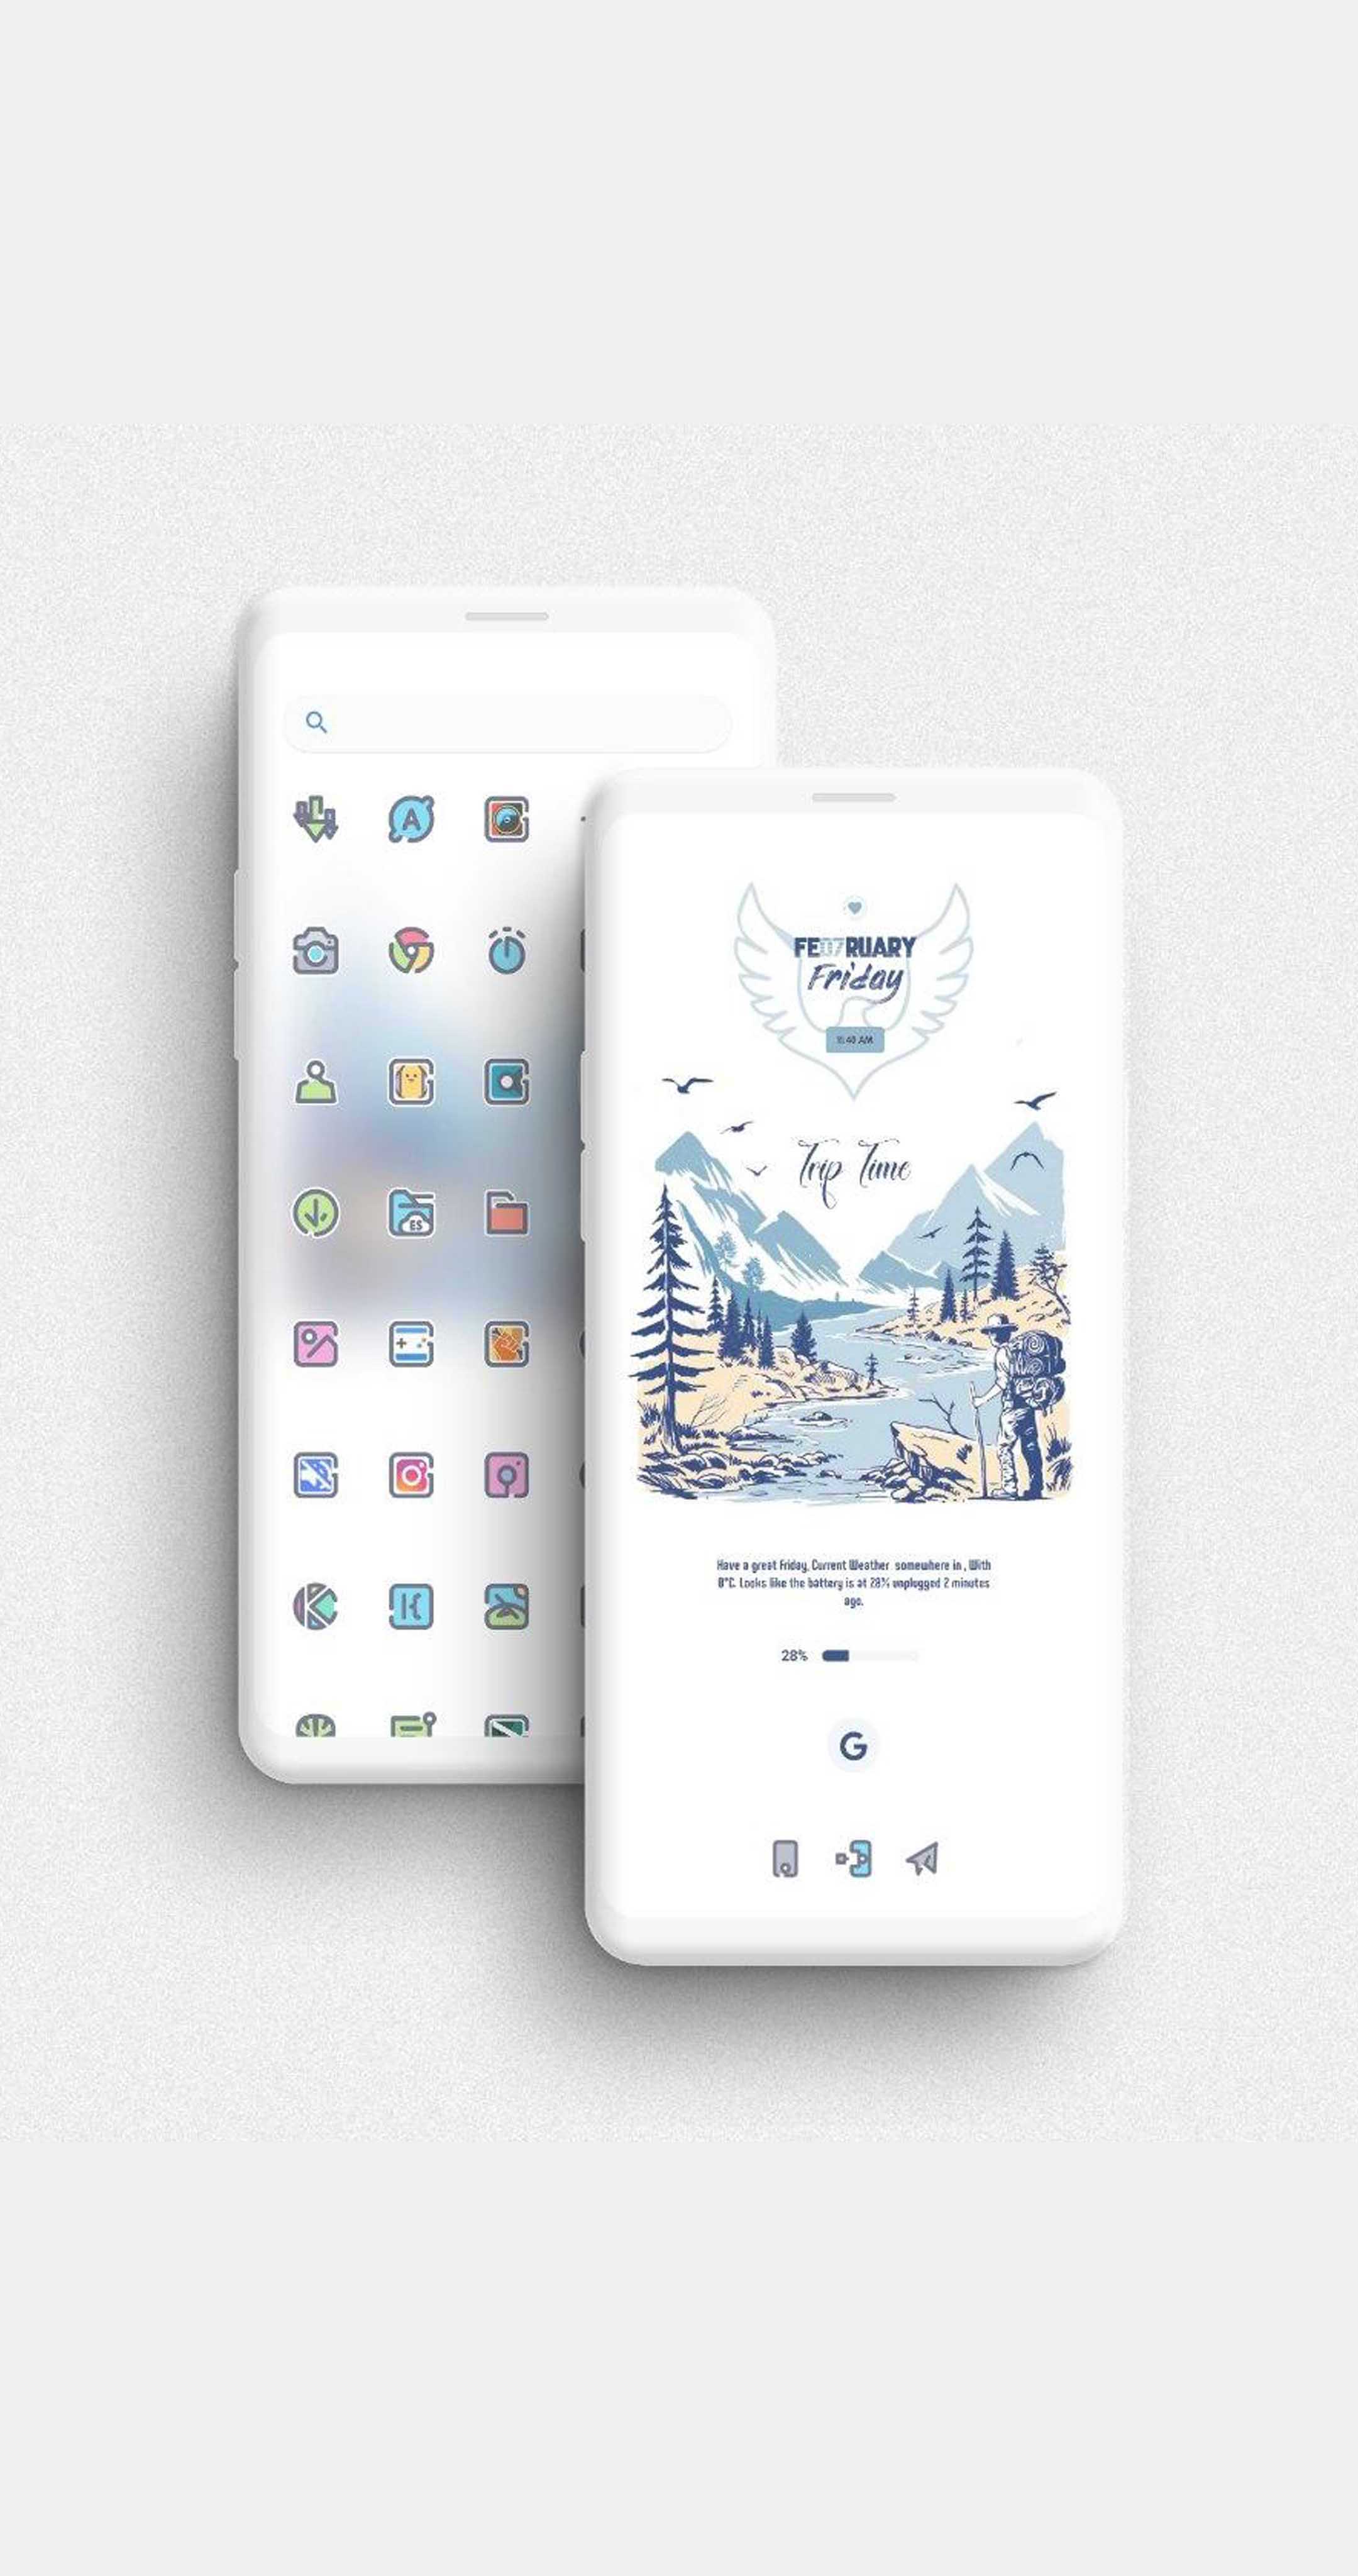 A
ES
FE07RUARY
Friday
11:40 AM
Trip Time
Have a great Friday, Current Weather somewhere in , With
0°C. Looks like the battery is at 28% unplugged 2 minutes
ago.
28%
G